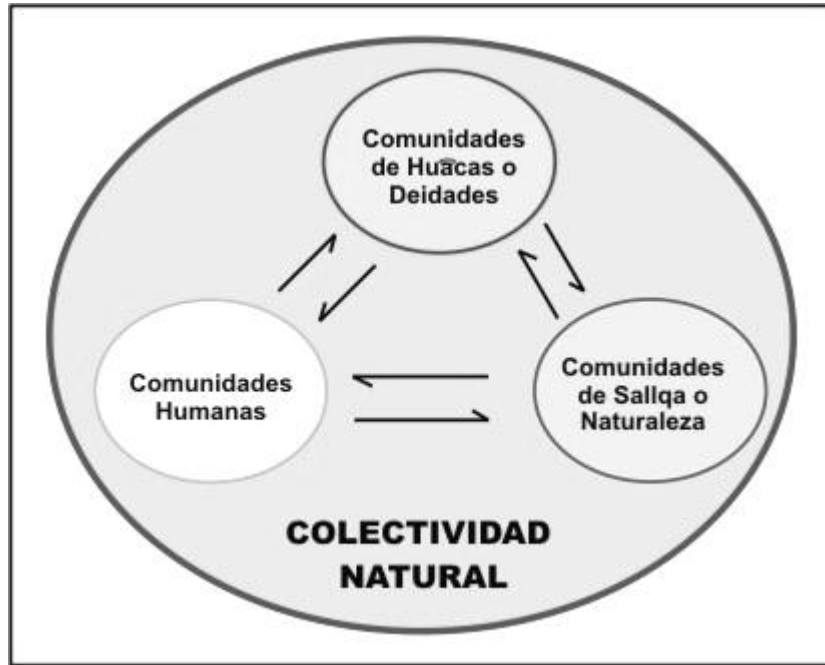 Comunidades
de Huacas o
Deidades
Comunidades
Humanas
Comunidades
de Sallqa o
Naturaleza
COLECTIVIDAD
NATURAL